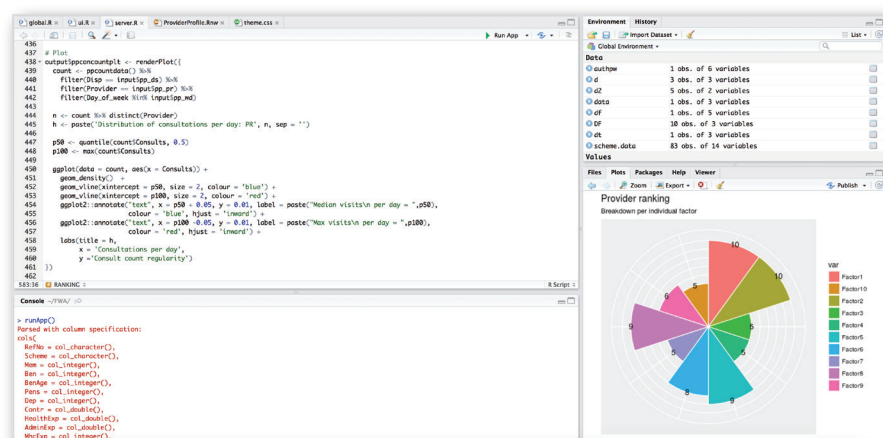 global.R × ui.R × server.R × ProviderProfile.Rnw × theme.css ×
Run App
436
437 # Plot
438 output$ppconcountplt <- renderPlot({
439 count <- ppcountdata() %>%
440 filter(Disp == input$pp_ds) %>%
441 filter(Provider == input$pp_pr) %>%
442 filter(Day_of_week %in% input$pp_wd)
443
444 n <- count %>% distinct(Provider)
445 h <- paste('Distribution of consultations per day: PR', n, sep = '')
446
447 p50 <- quantile(count$Consults, 0.5)
448 p100 <- max(count$Consults)
449
450 ggplot(data = count, aes(x = Consults)) +
451 geom_density() +
452 geom_vline(xintercept = p50, size = 2, colour = 'blue') +
453 geom_vline(xintercept = p100, size = 2, colour = 'red') +
454 ggplot2::annotate("text", x = p50 + 0.05, y = 0.01, label = paste("Median visits\n per day = ",p50),
455 colour = 'blue', hjust = 'inward') +
456 ggplot2::annotate("text", x = p100 -0.05, y = 0.01, label = paste("Max visits\n per day = ",p100),
457 colour = 'red', hjust = 'inward') +
458 labs(title = h,
459 x = 'Consultations per day',
460 y ='Consult count regularity')
461 })
462
583:36 RANKING R Script
Console ~/FWA/
> runApp()
Parsed with column specification:
cols(
RefNo = col_character(),
Scheme = col_character(),
Mem = col_integer(),
Ben = col_integer(),
BenAge = col_integer(),
Pens = col_integer(),
Dep = col_integer(),
Contr = col_double(),
HealthExp = col_double(),
AdminExp = col_double(),
MhcExp = col_integer(),
Environment History
Import Dataset List
Global Environment
Data
authpw 1 obs. of 6 variables
d 3 obs. of 3 variables
d2 5 obs. of 2 variables
data 1 obs. of 3 variables
df 1 obs. of 5 variables
DF 10 obs. of 3 variables
dt 1 obs. of 3 variables
scheme.data 83 obs. of 14 variables
Values
Files Plots Packages Help Viewer
Zoom Export Publish
Provider ranking
Breakdown per individual factor
10
10
5
5
9
8
5
9
6
5
var
Factor1
Factor10
Factor2
Factor3
Factor4
Factor5
Factor6
Factor7
Factor8
Factor9